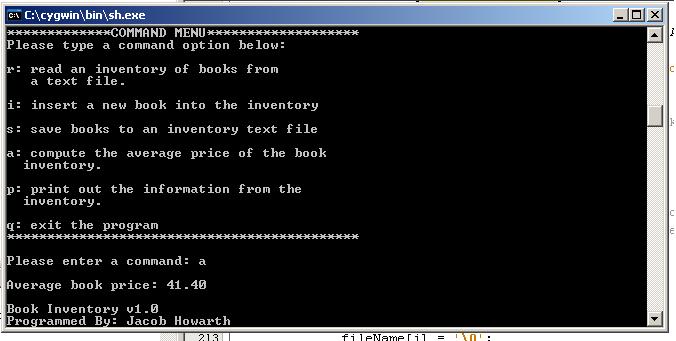 C:\cygwin\bin\sh.exe
*************COMMAND MENU*******************
Please type a command option below:
r: read an inventory of books from
a text file.
i: insert a new book into the inventory
s: save books to an inventory text file
a: compute the average price of the book
inventory.
p: print out the information from the
inventory.
q: exit the program
********************************************
Please enter a command: a
Average book price: 41.40
Book Inventory v1.0
Programmed By: Jacob Howarth
213 fileName[i] = '\0';